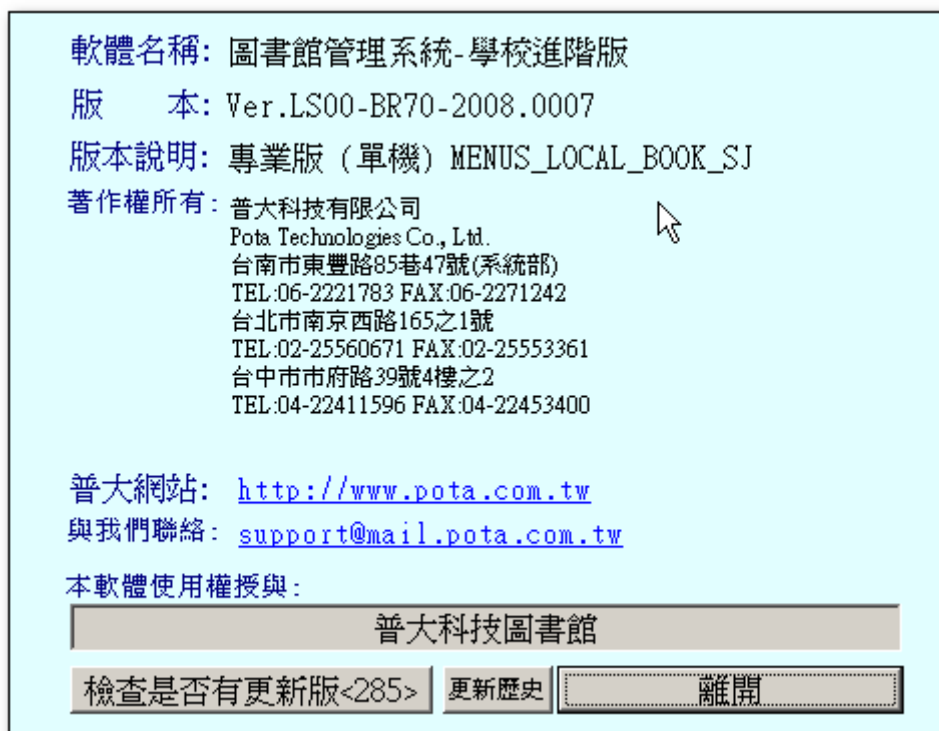 軟體名稱: 圖書館管理系統-學校進階版
版　　本: Ver.LS00-BR70-2008.0007
版本說明: 專業版 (單機) MENUS_LOCAL_BOOK_SJ
著作權所有: 普大科技有限公司
Pota Technologies Co., Ltd.
台南市東豐路85巷47號(系統部)
TEL:06-2221783 FAX:06-2271242
台北市南京西路165之1號
TEL:02-25560671 FAX:02-25553361
台中市市府路39號4樓之2
TEL:04-22411596 FAX:04-22453400
普大網站: http://www.pota.com.tw
與我們聯絡: support@mail.pota.com.tw
本軟體使用權授與:
普大科技圖書館
檢查是否有更新版<285> 更新歷史 離開